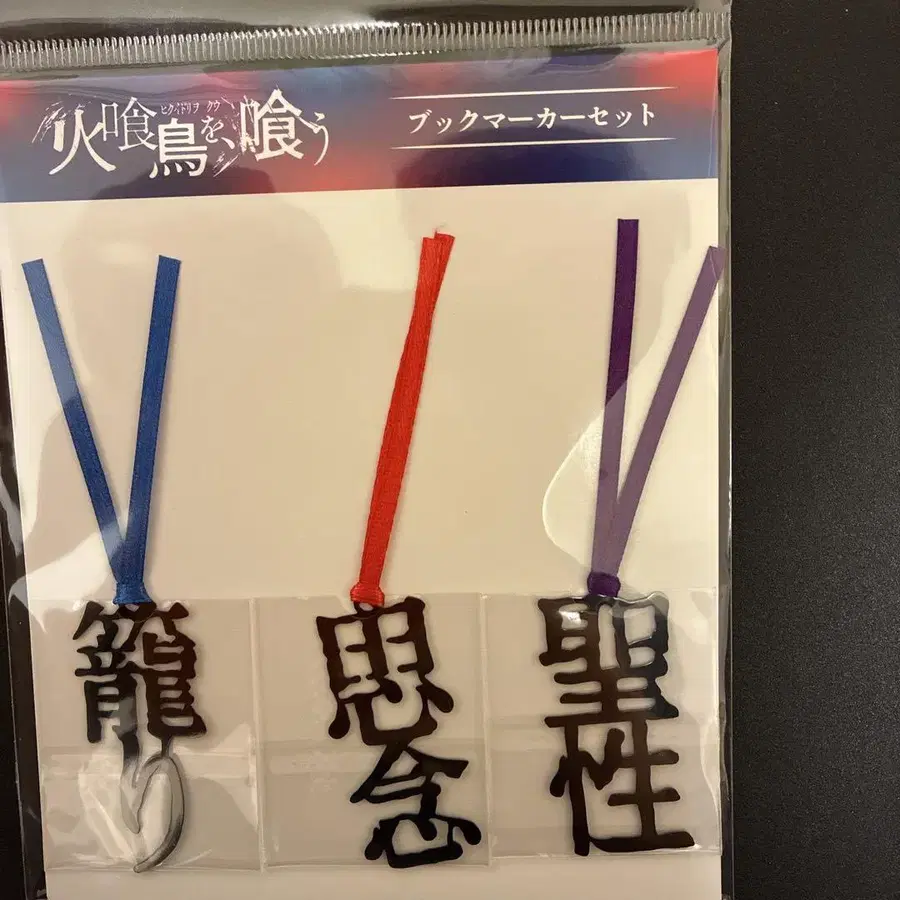 火喰鳥を、喰う
ヒクイドリヲ クウ
ブックマーカーセット
籠り
思念
聖性